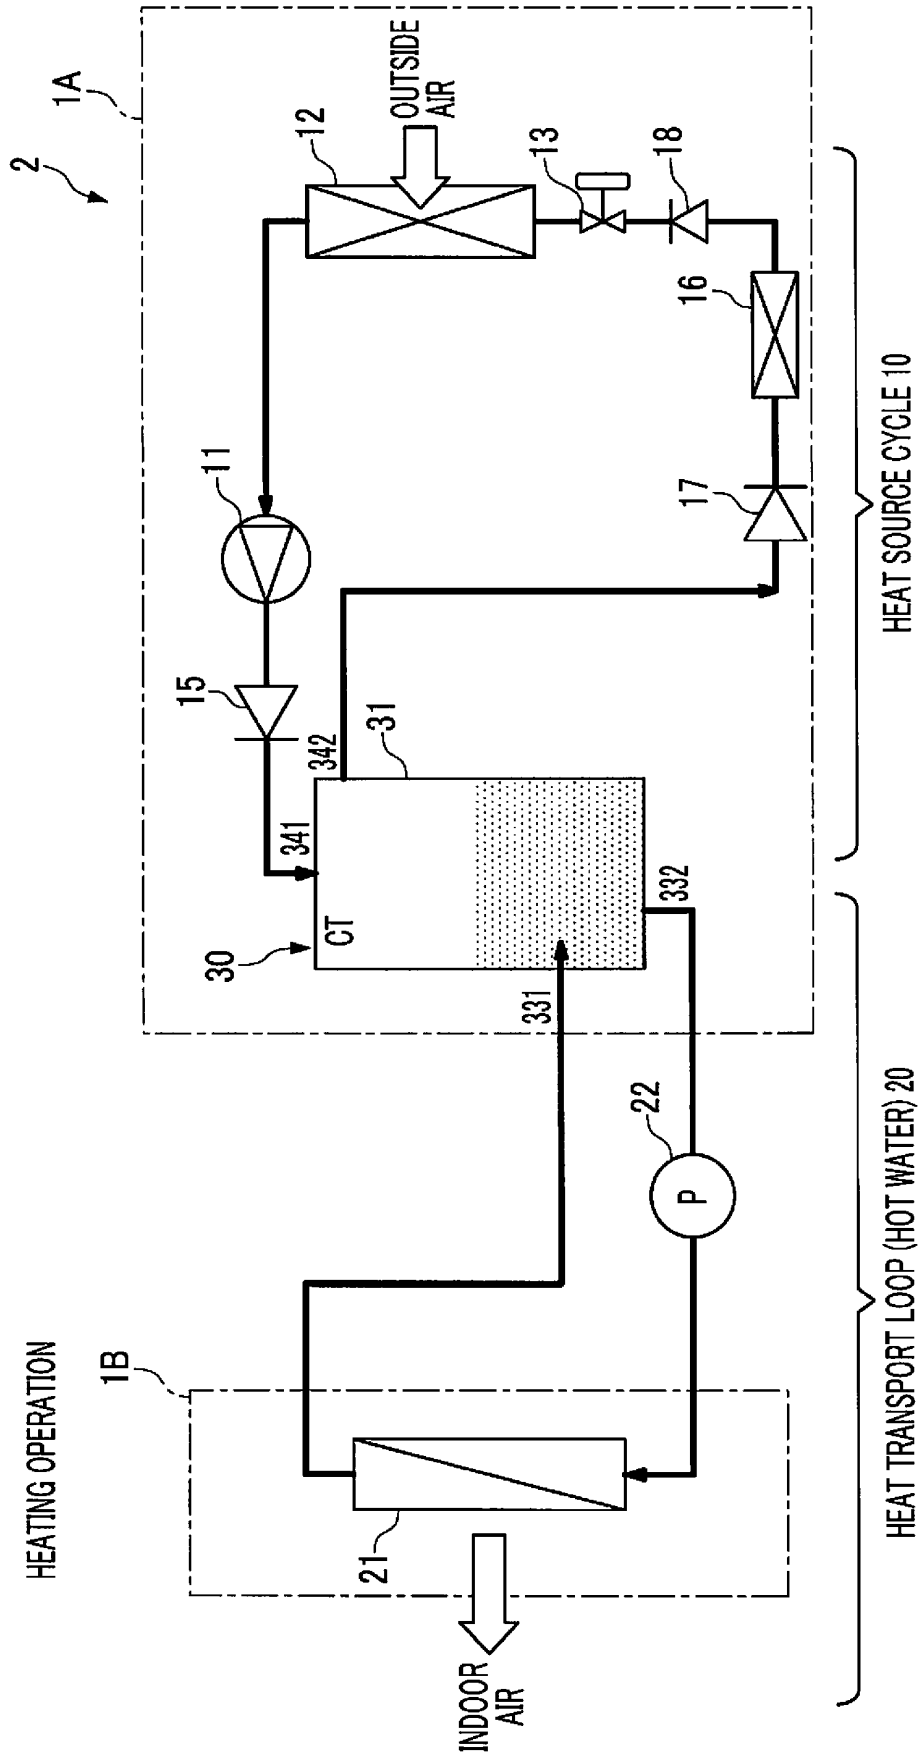 HEATING OPERATION
2
1A
1B
OUTSIDE
AIR
12
13
18
16
17
11
15
342
341
31
CT
30
331
332
22
P
21
INDOOR
AIR
HEAT SOURCE CYCLE 10
HEAT TRANSPORT LOOP (HOT WATER) 20